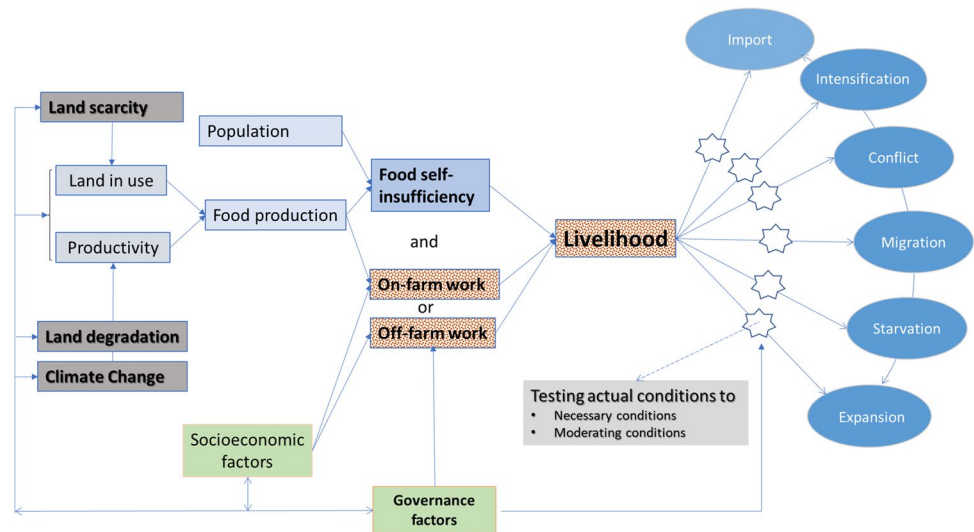 Import
Intensification
Land scarcity
Population
Conflict
Land in use
Food self-
insufficiency
Food production
Livelihood
Migration
Productivity
and
On-farm work
or
Off-farm work
Land degradation
Climate Change
Starvation
Testing actual conditions to
• Necessary conditions
• Moderating conditions
Expansion
Socioeconomic
factors
Governance
factors